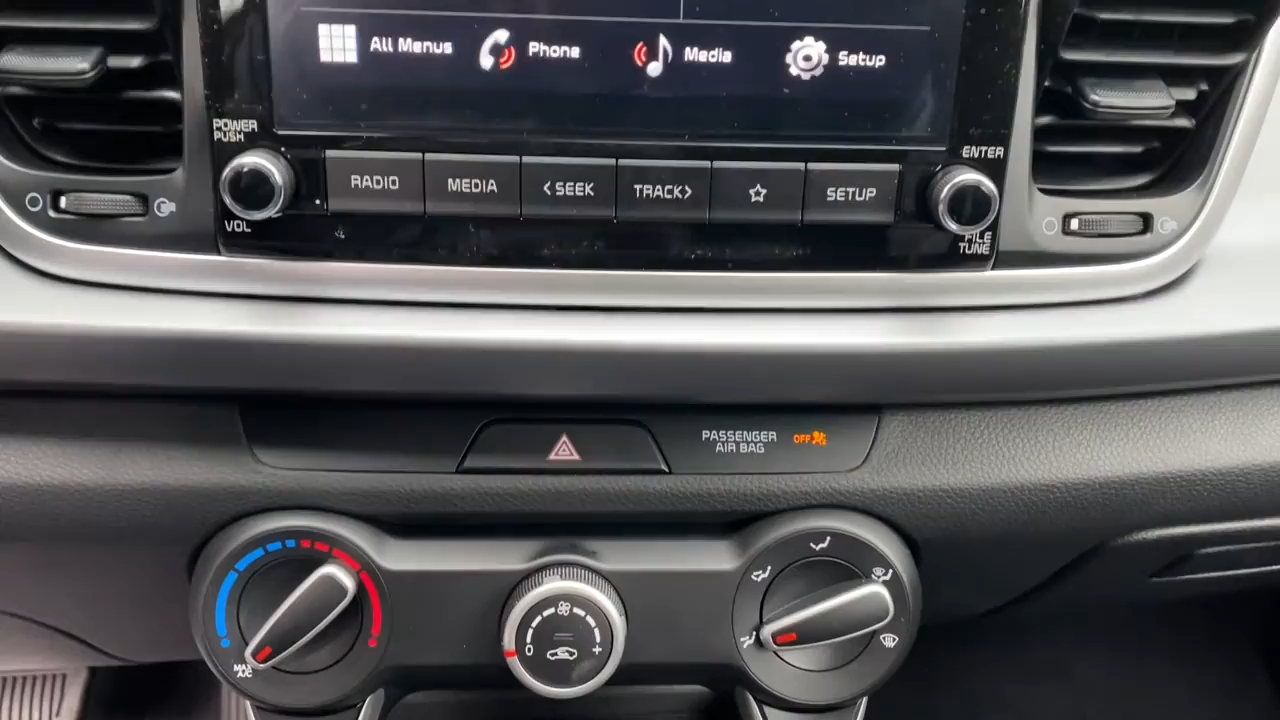 All Menus
Phone
Media
Setup
POWER
PUSH
VOL
RADIO
MEDIA
< SEEK
TRACK >
SETUP
ENTER
FILE
TUNE
PASSENGER
AIR BAG
OFF
MAX
A/C
0
+